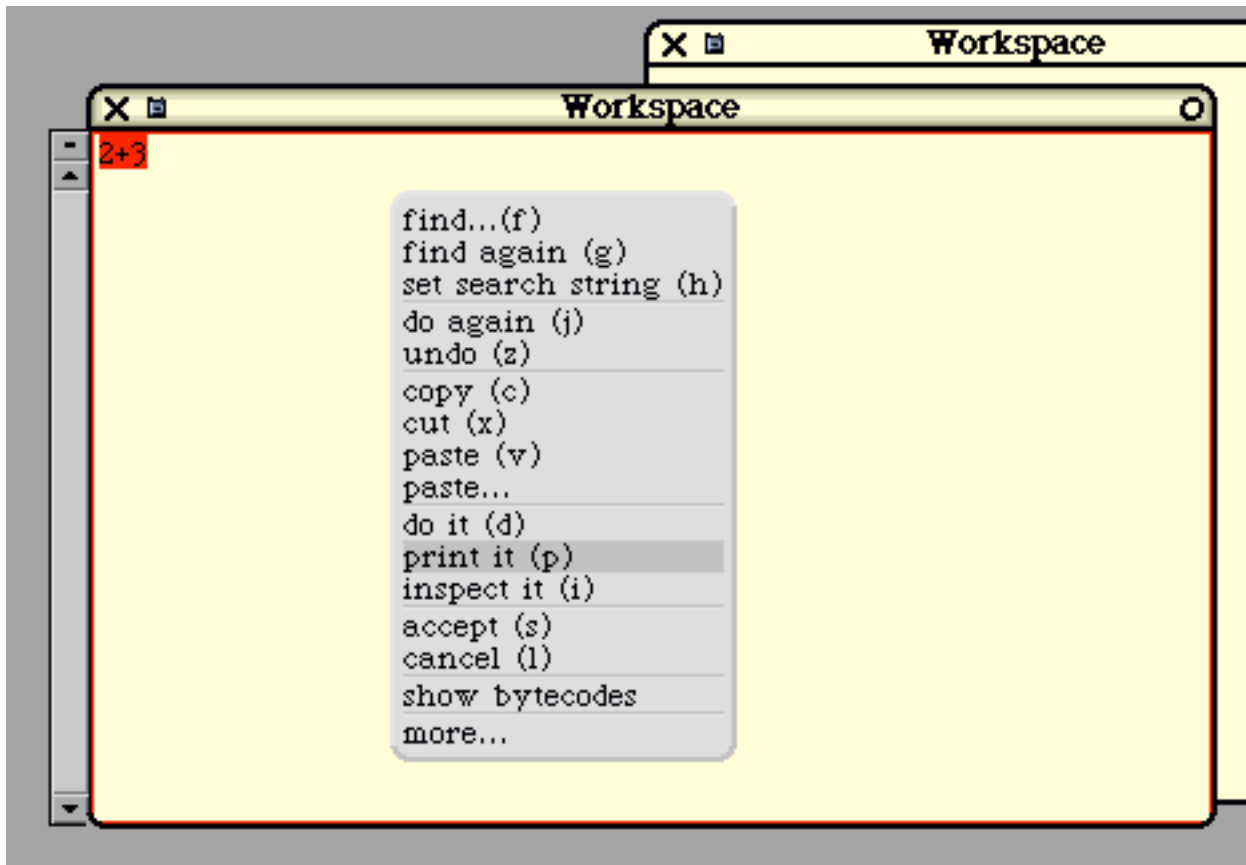 Workspace
Workspace
2+3
find...(f)
find again (g)
set search string (h)
do again (j)
undo (z)
copy (c)
cut (x)
paste (v)
paste...
do it (d)
print it (p)
inspect it (i)
accept (s)
cancel (l)
show bytecodes
more...